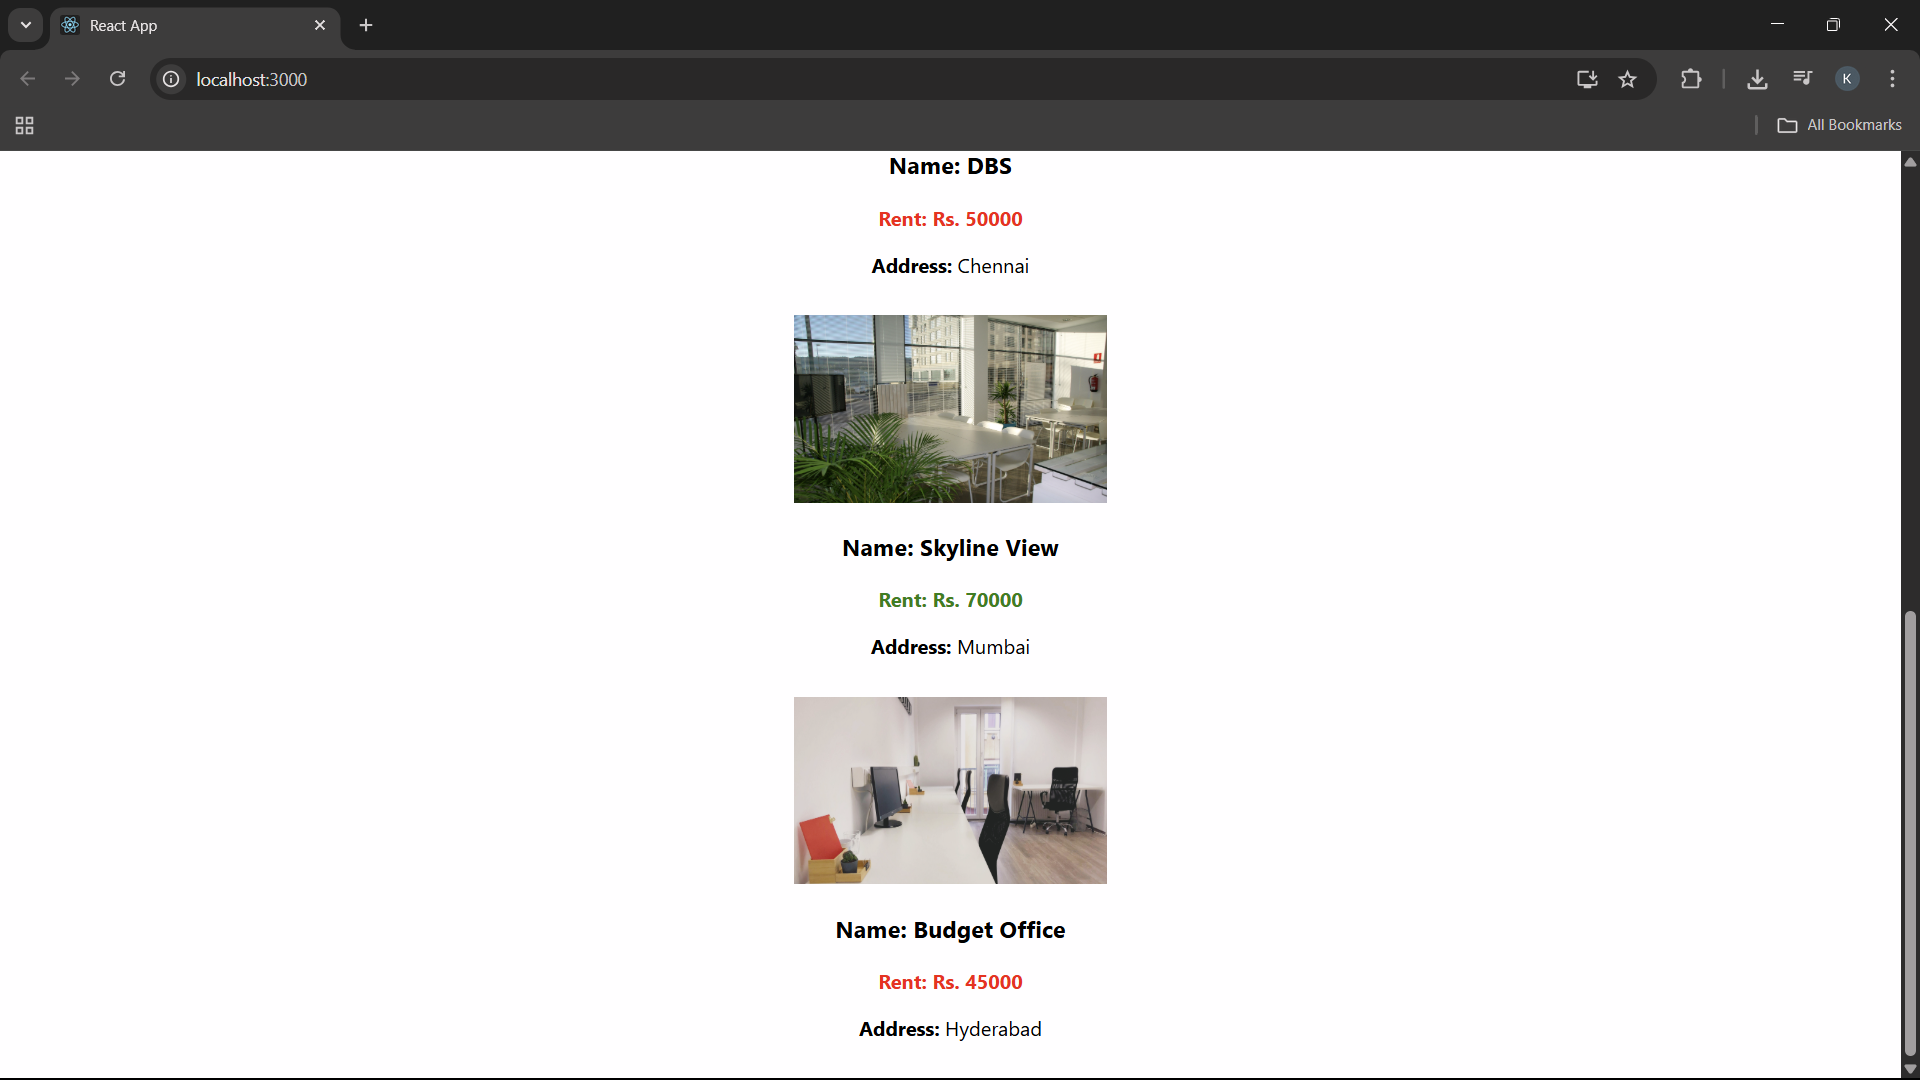 React App
localhost:3000
K
All Bookmarks
Name: DBS
Rent: Rs. 50000
Address: Chennai
Name: Skyline View
Rent: Rs. 70000
Address: Mumbai
Name: Budget Office
Rent: Rs. 45000
Address: Hyderabad